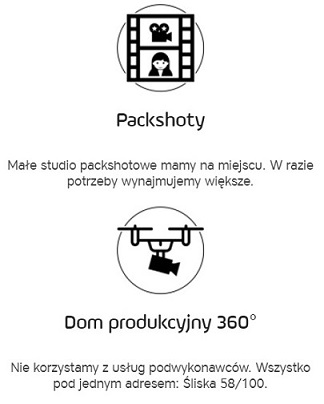 Packshoty
Małe studio packshotowe mamy na miejscu. W razie
potrzeby wynajmujemy większe.
Dom produkcyjny 360°
Nie korzystamy z usług podwykonawców. Wszystko
pod jednym adresem: Śliska 58/100.